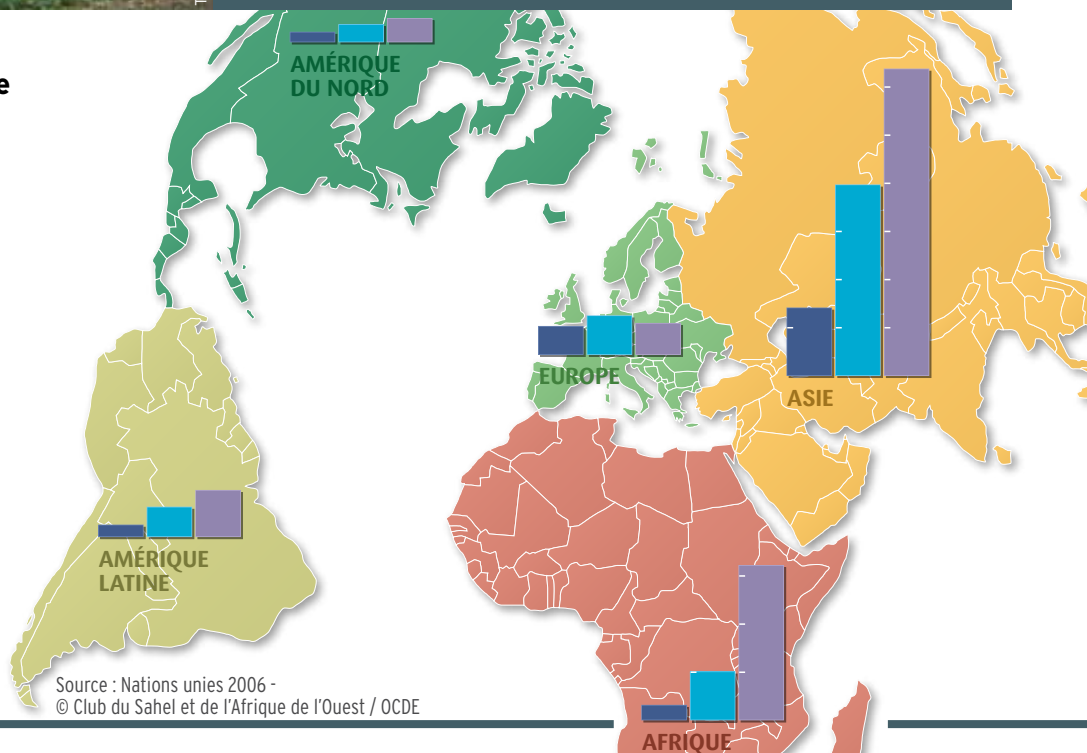 e
AMÉRIQUE
DU NORD
EUROPE
ASIE
AMÉRIQUE
LATINE
Source : Nations unies 2006 -
© Club du Sahel et de l'Afrique de l'Ouest / OCDE
AFRIQUE